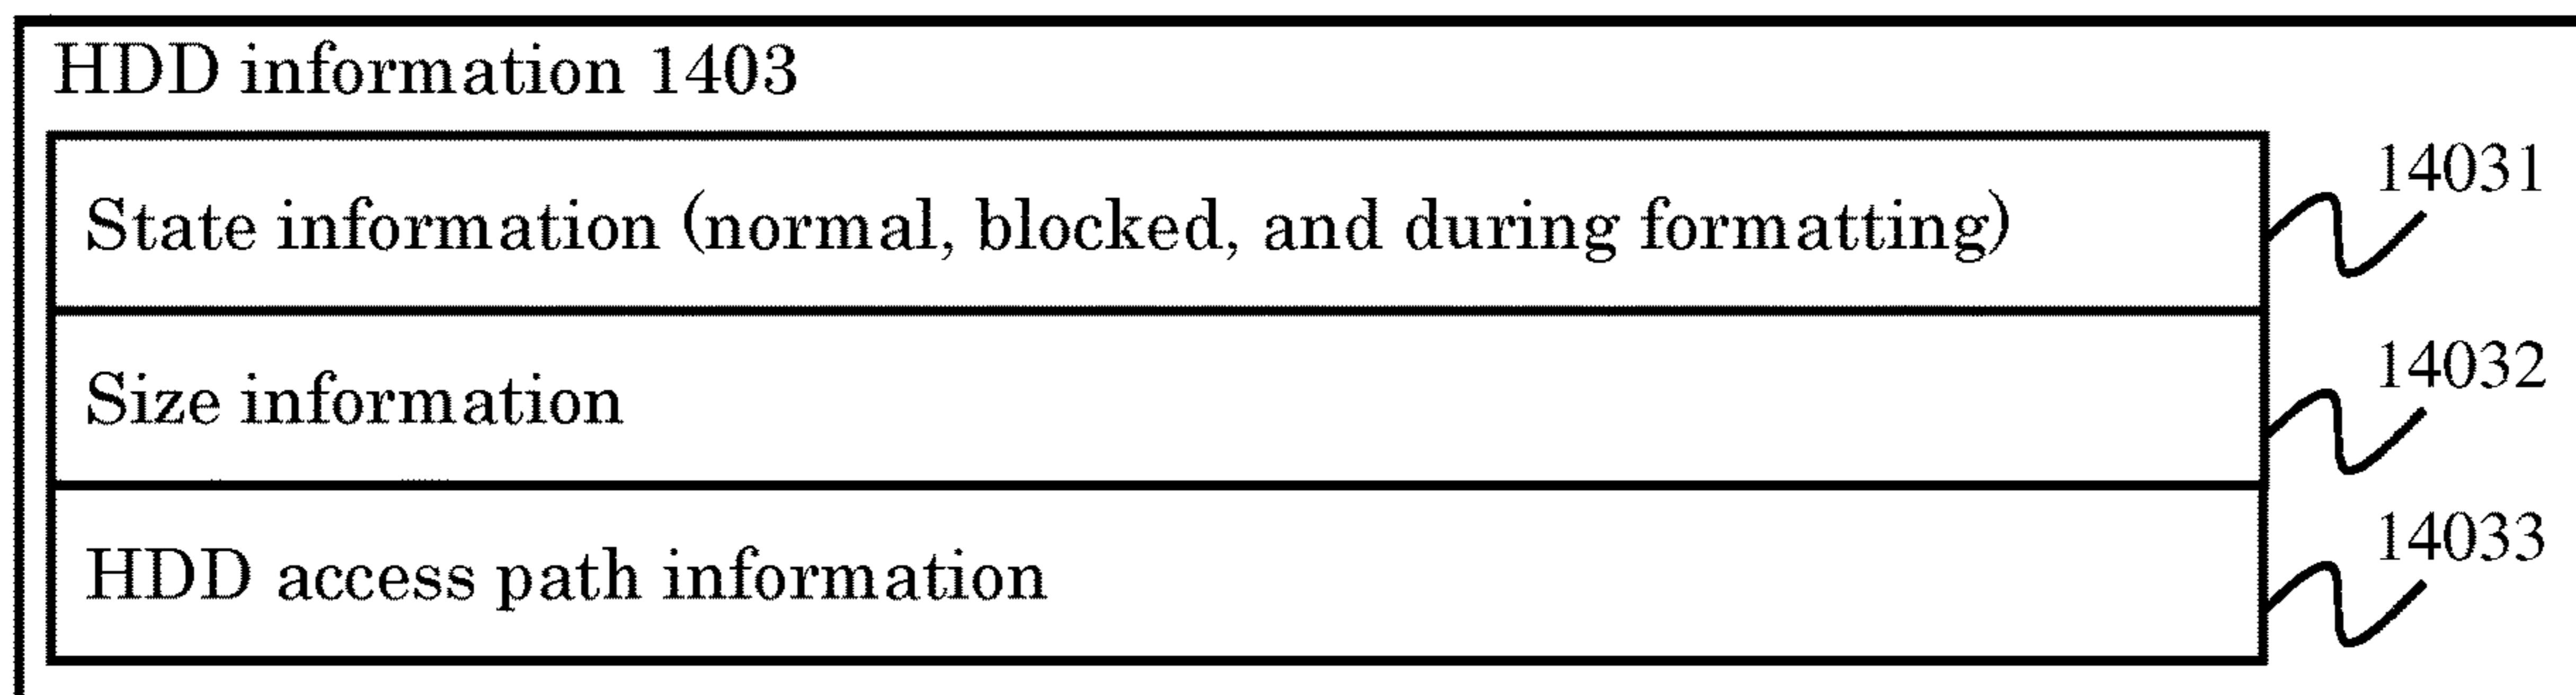 HDD information 1403
State information (normal, blocked, and during formatting)
14031
Size information
14032
HDD access path information
14033